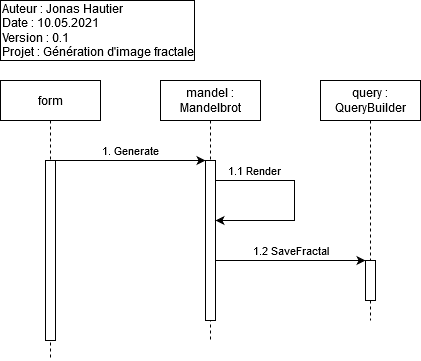 Auteur : Jonas Hautier
Date : 10.05.2021
Version : 0.1
Projet : Génération d'image fractale
form
mandel :
Mandelbrot
query :
QueryBuilder
1. Generate
1.1 Render
1.2 SaveFractal